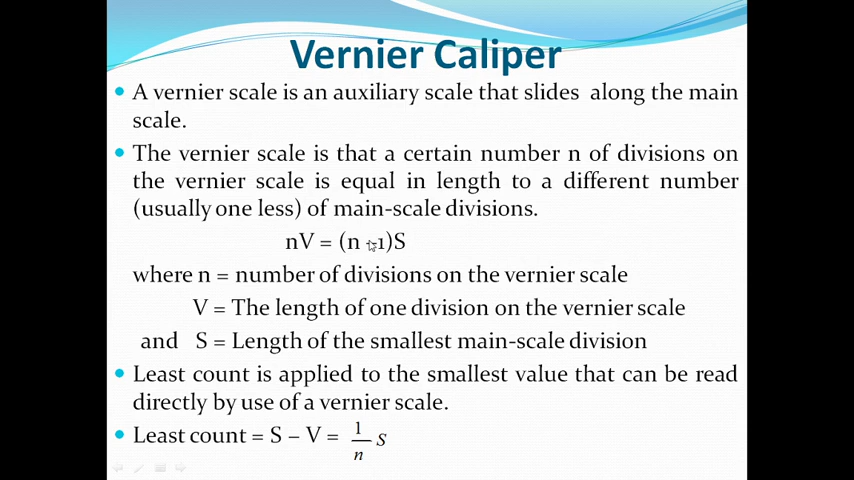 Vernier Caliper
• A vernier scale is an auxiliary scale that slides along the main
scale.
• The vernier scale is that a certain number n of divisions on
the vernier scale is equal in length to a different number
(usually one less) of main-scale divisions.
nV = (n -1)S
where n = number of divisions on the vernier scale
V = The length of one division on the vernier scale
and S = Length of the smallest main-scale division
• Least count is applied to the smallest value that can be read
directly by use of a vernier scale.
• Least count = S – V = 1/n S